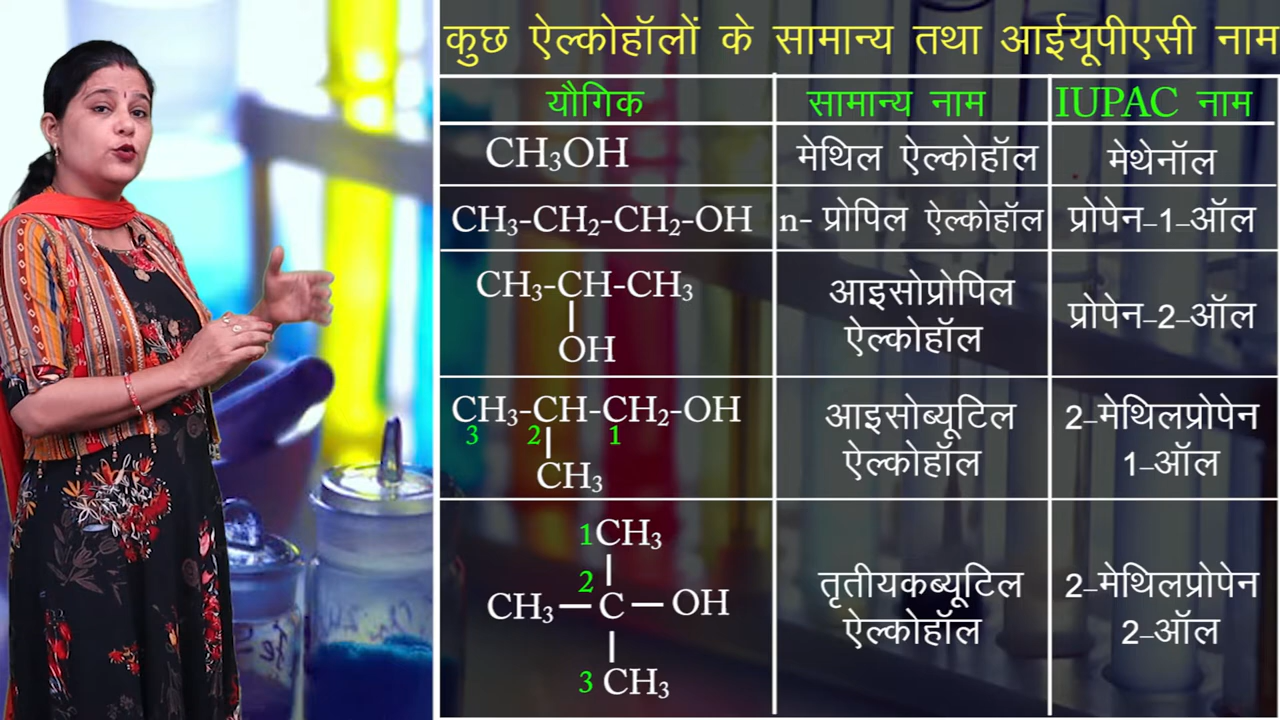 कुछ ऐल्कोहॉलों के सामान्य तथा आईयूपीएसी नाम
यौगिक सामान्य नाम IUPAC नाम
CH₃OH मेथिल ऐल्कोहॉल मेथेनॉल
CH₃-CH₂-CH₂-OH n- प्रोपिल ऐल्कोहॉल प्रोपेन-1-ऑल
CH₃-CH-CH₃
OH
आइसोप्रोपिल
ऐल्कोहॉल
प्रोपेन-2-ऑल
CH₃-CH-CH₂-OH
3 2 1
CH₃
आइसोब्यूटिल
ऐल्कोहॉल
2-मेथिलप्रोपेन
1-ऑल
1CH₃
2
CH₃—C—OH
3 CH₃
तृतीयकब्यूटिल
ऐल्कोहॉल
2-मेथिलप्रोपेन
2-ऑल